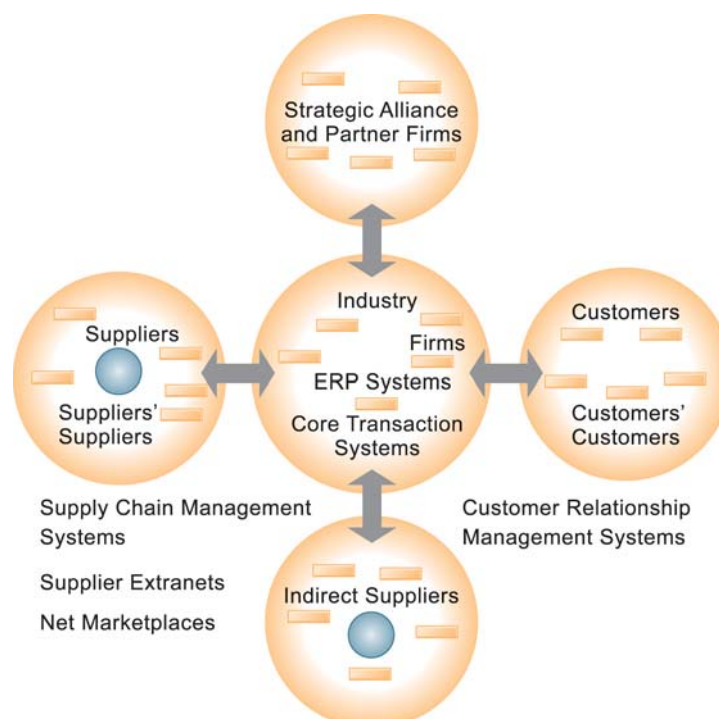 Strategic Alliance
and Partner Firms
Industry
Firms
ERP Systems
Core Transaction
Systems
Suppliers
Suppliers’
Suppliers
Customers
Customers’
Customers
Supply Chain Management
Systems
Supplier Extranets
Net Marketplaces
Customer Relationship
Management Systems
Indirect Suppliers